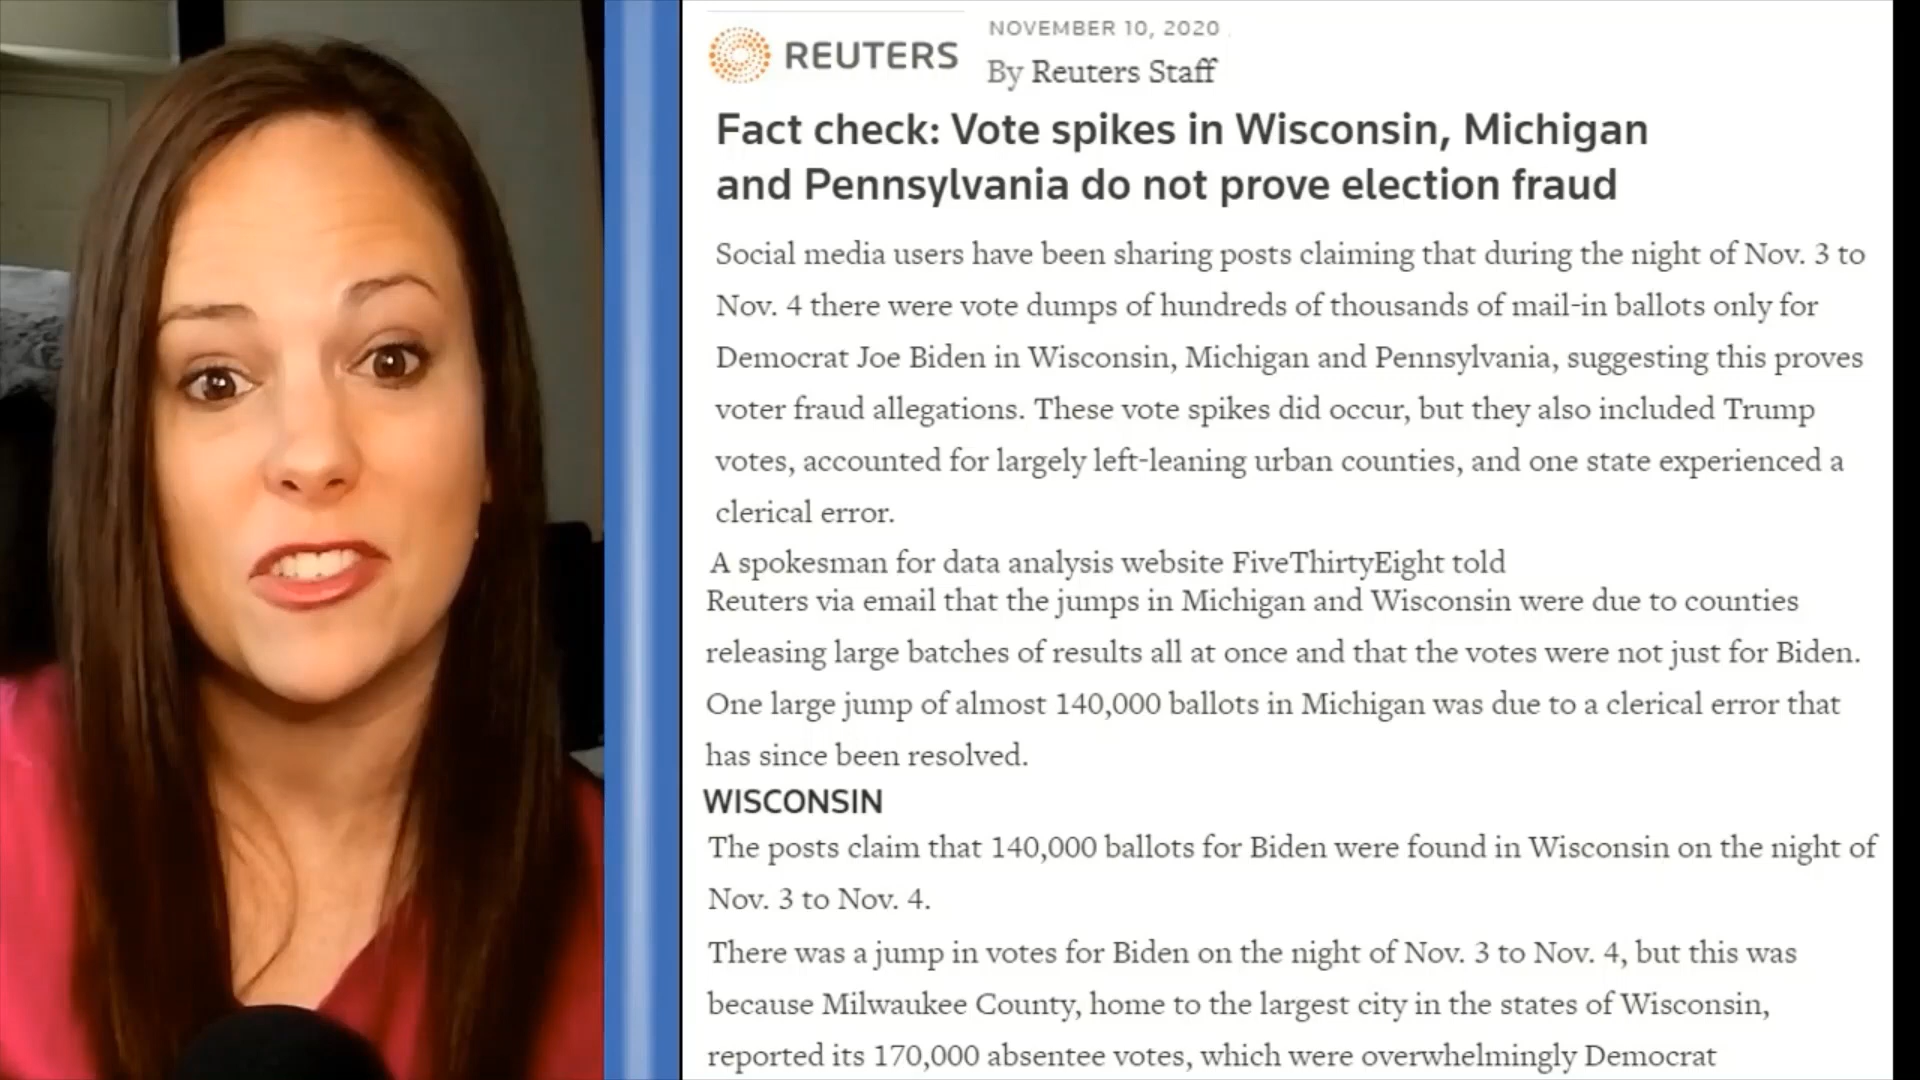 REUTERS
NOVEMBER 10, 2020
By Reuters Staff
Fact check: Vote spikes in Wisconsin, Michigan
and Pennsylvania do not prove election fraud
Social media users have been sharing posts claiming that during the night of Nov. 3 to
Nov. 4 there were vote dumps of hundreds of thousands of mail-in ballots only for
Democrat Joe Biden in Wisconsin, Michigan and Pennsylvania, suggesting this proves
voter fraud allegations. These vote spikes did occur, but they also included Trump
votes, accounted for largely left-leaning urban counties, and one state experienced a
clerical error.
A spokesman for data analysis website FiveThirtyEight told
Reuters via email that the jumps in Michigan and Wisconsin were due to counties
releasing large batches of results all at once and that the votes were not just for Biden.
One large jump of almost 140,000 ballots in Michigan was due to a clerical error that
has since been resolved.
WISCONSIN
The posts claim that 140,000 ballots for Biden were found in Wisconsin on the night of
Nov. 3 to Nov. 4.
There was a jump in votes for Biden on the night of Nov. 3 to Nov. 4, but this was
because Milwaukee County, home to the largest city in the states of Wisconsin,
reported its 170,000 absentee votes, which were overwhelmingly Democrat